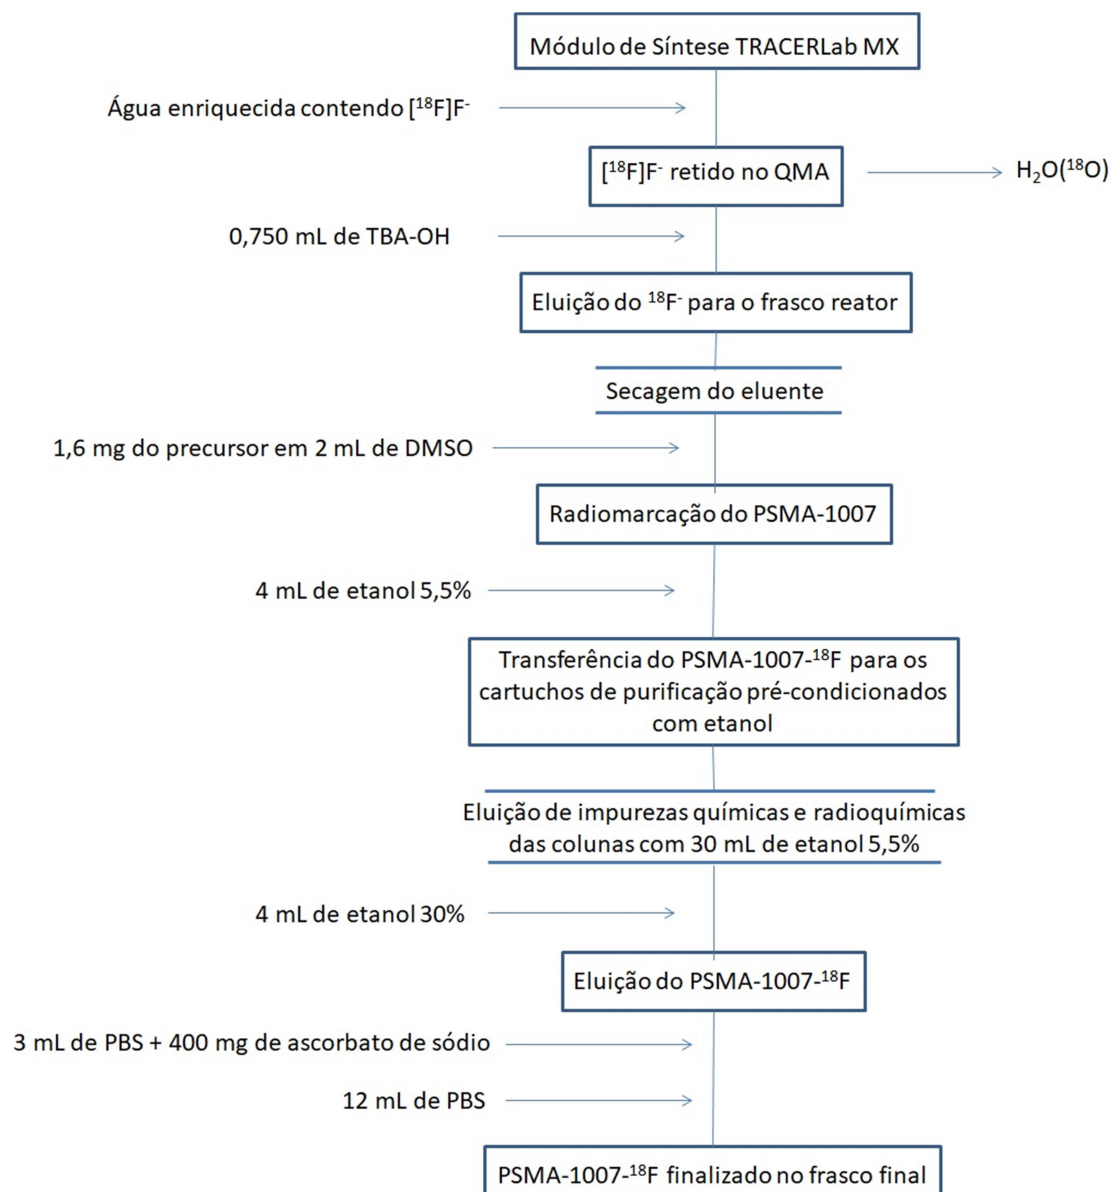 Módulo de Síntese TRACERLab MX
Água enriquecida contendo [¹⁸F]F⁻
[¹⁸F]F⁻ retido no QMA
H₂O(¹⁸O)
0,750 mL de TBA-OH
Eluição do ¹⁸F⁻ para o frasco reator
Secagem do eluente
1,6 mg do precursor em 2 mL de DMSO
Radiomarcação do PSMA-1007
4 mL de etanol 5,5%
Transferência do PSMA-1007-¹⁸F para os
cartuchos de purificação pré-condicionados
com etanol
Eluição de impurezas químicas e radioquímicas
das colunas com 30 mL de etanol 5,5%
4 mL de etanol 30%
Eluição do PSMA-1007-¹⁸F
3 mL de PBS + 400 mg de ascorbato de sódio
12 mL de PBS
PSMA-1007-¹⁸F finalizado no frasco final